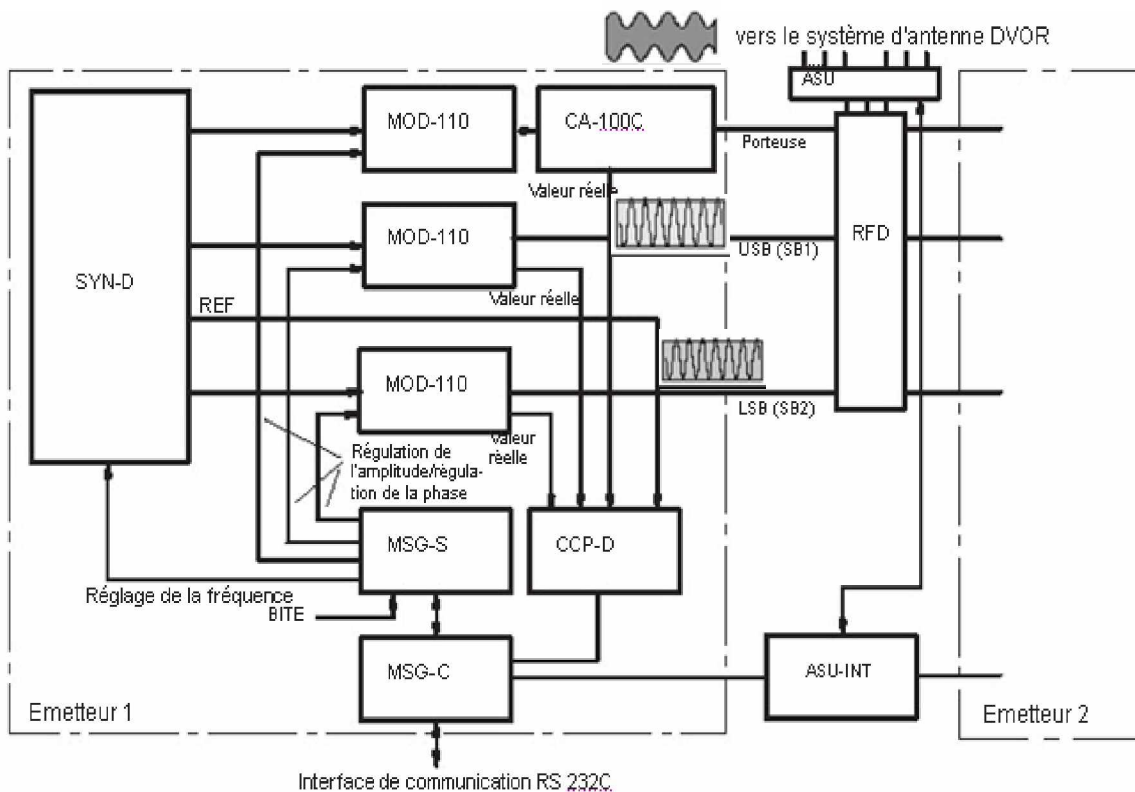 vers le système d'antenne DVOR
ASU
MOD-110
CA-100C
Porteuse
Valeur réelle
MOD-110
USB (SB1)
RFD
SYN-D
Valeur réelle
REF
MOD-110
LSB (SB2)
Valeur
réelle
Régulation de
l'amplitude/régula-
tion de la phase
MSG-S
CCP-D
Réglage de la fréquence
BITE
MSG-C
ASU-INT
Emetteur 1
Emetteur 2
Interface de communication RS 232C